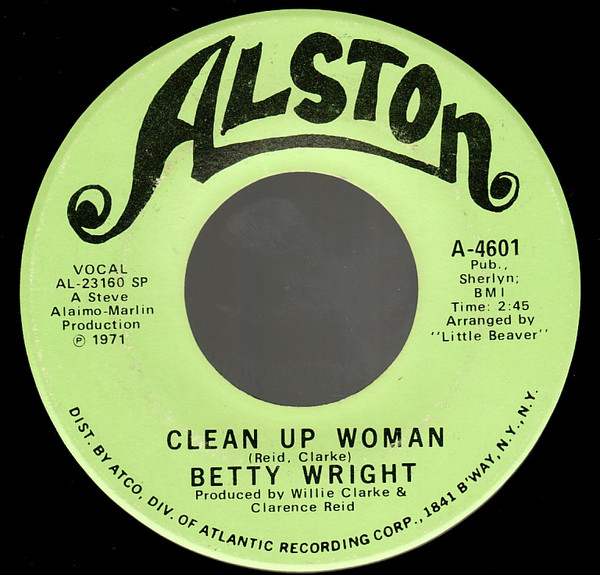 ALSTON
VOCAL
AL-23160 SP
A Steve
Alaimo-Marlin
Production
Ⓟ 1971
A-4601
Pub.,
Sherlyn;
BMI
Time: 2:45
Arranged by
"Little Beaver"
CLEAN UP WOMAN
(Reid, Clarke)
BETTY WRIGHT
Produced by Willie Clarke &
Clarence Reid
DIST. BY ATCO, DIV. OF ATLANTIC RECORDING CORP., 1841 B'WAY, N.Y., N.Y.